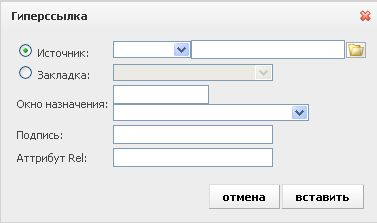 Гиперссылка
Источник:
Закладка:
Окно назначения:
Подпись:
Аттрибут Rel:
отмена вставить